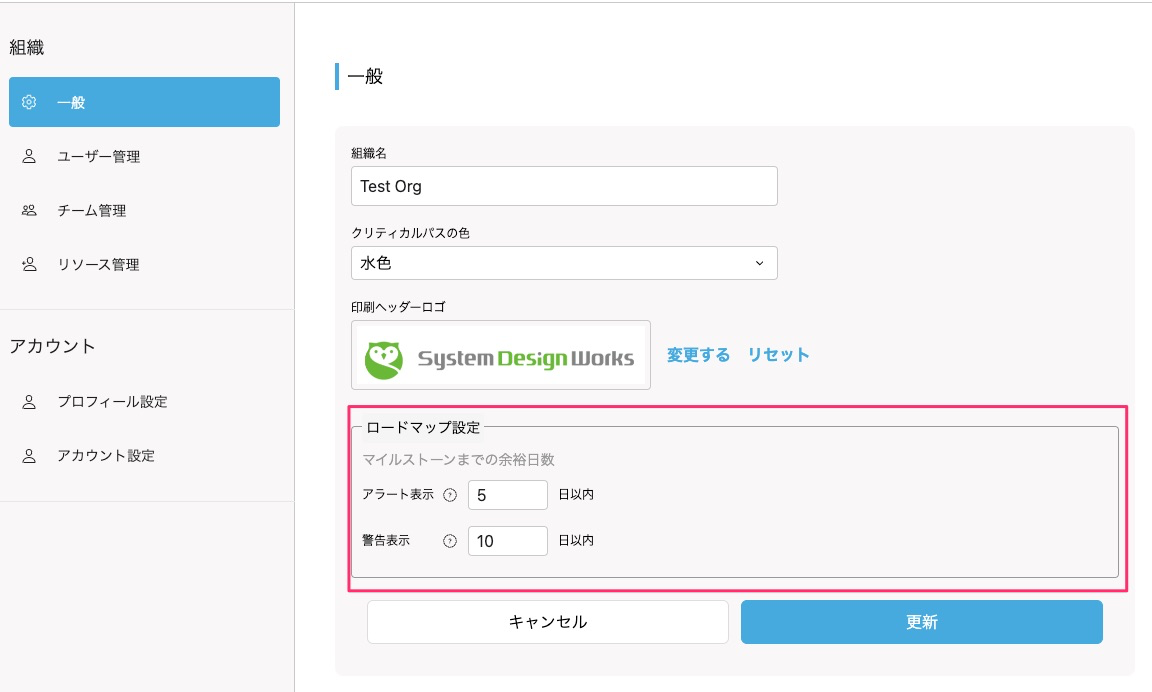 組織
一般
ユーザー管理
チーム管理
リソース管理
アカウント
プロフィール設定
アカウント設定
一般
組織名
Test Org
クリティカルパスの色
水色
印刷ヘッダーロゴ
System Design Works
変更する リセット
ロードマップ設定
マイルストーンまでの余裕日数
アラート表示 ? 5 日以内
警告表示 ? 10 日以内
キャンセル 更新